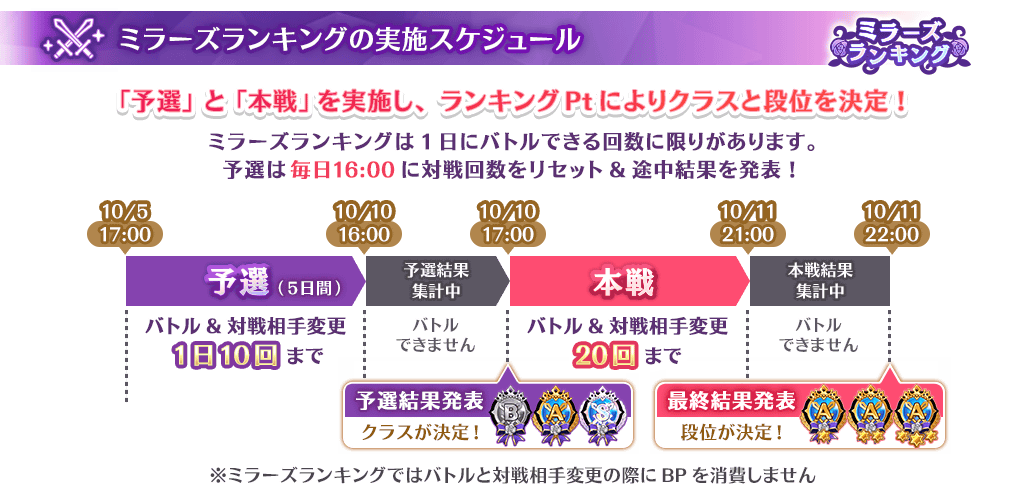 ミラーズランキングの実施スケジュール
ミラーズ
ランキング
「予選」と「本戦」を実施し、ランキングPtによりクラスと段位を決定！
ミラーズランキングは1日にバトルできる回数に限りがあります。
予選は毎日16:00に対戦回数をリセット&途中結果を発表！
10/5
17:00
10/10
16:00
10/10
17:00
10/11
21:00
10/11
22:00
予選（5日間）
予選結果
集計中
本戦
本戦結果
集計中
バトル&対戦相手変更
1日10回まで
バトル
できません
バトル&対戦相手変更
20回まで
バトル
できません
予選結果発表
クラスが決定！
B
A
S
最終結果発表
段位が決定！
A
A
A
※ミラーズランキングではバトルと対戦相手変更の際にBPを消費しません